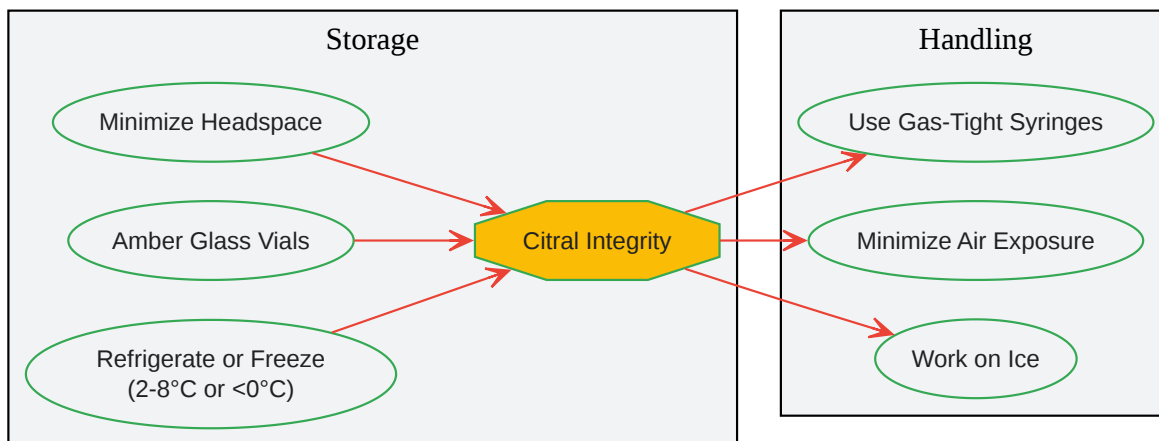 Storage
Minimize Headspace
Amber Glass Vials
Refrigerate or Freeze
(2-8°C or <0°C)
Citral Integrity
Handling
Use Gas-Tight Syringes
Minimize Air Exposure
Work on Ice